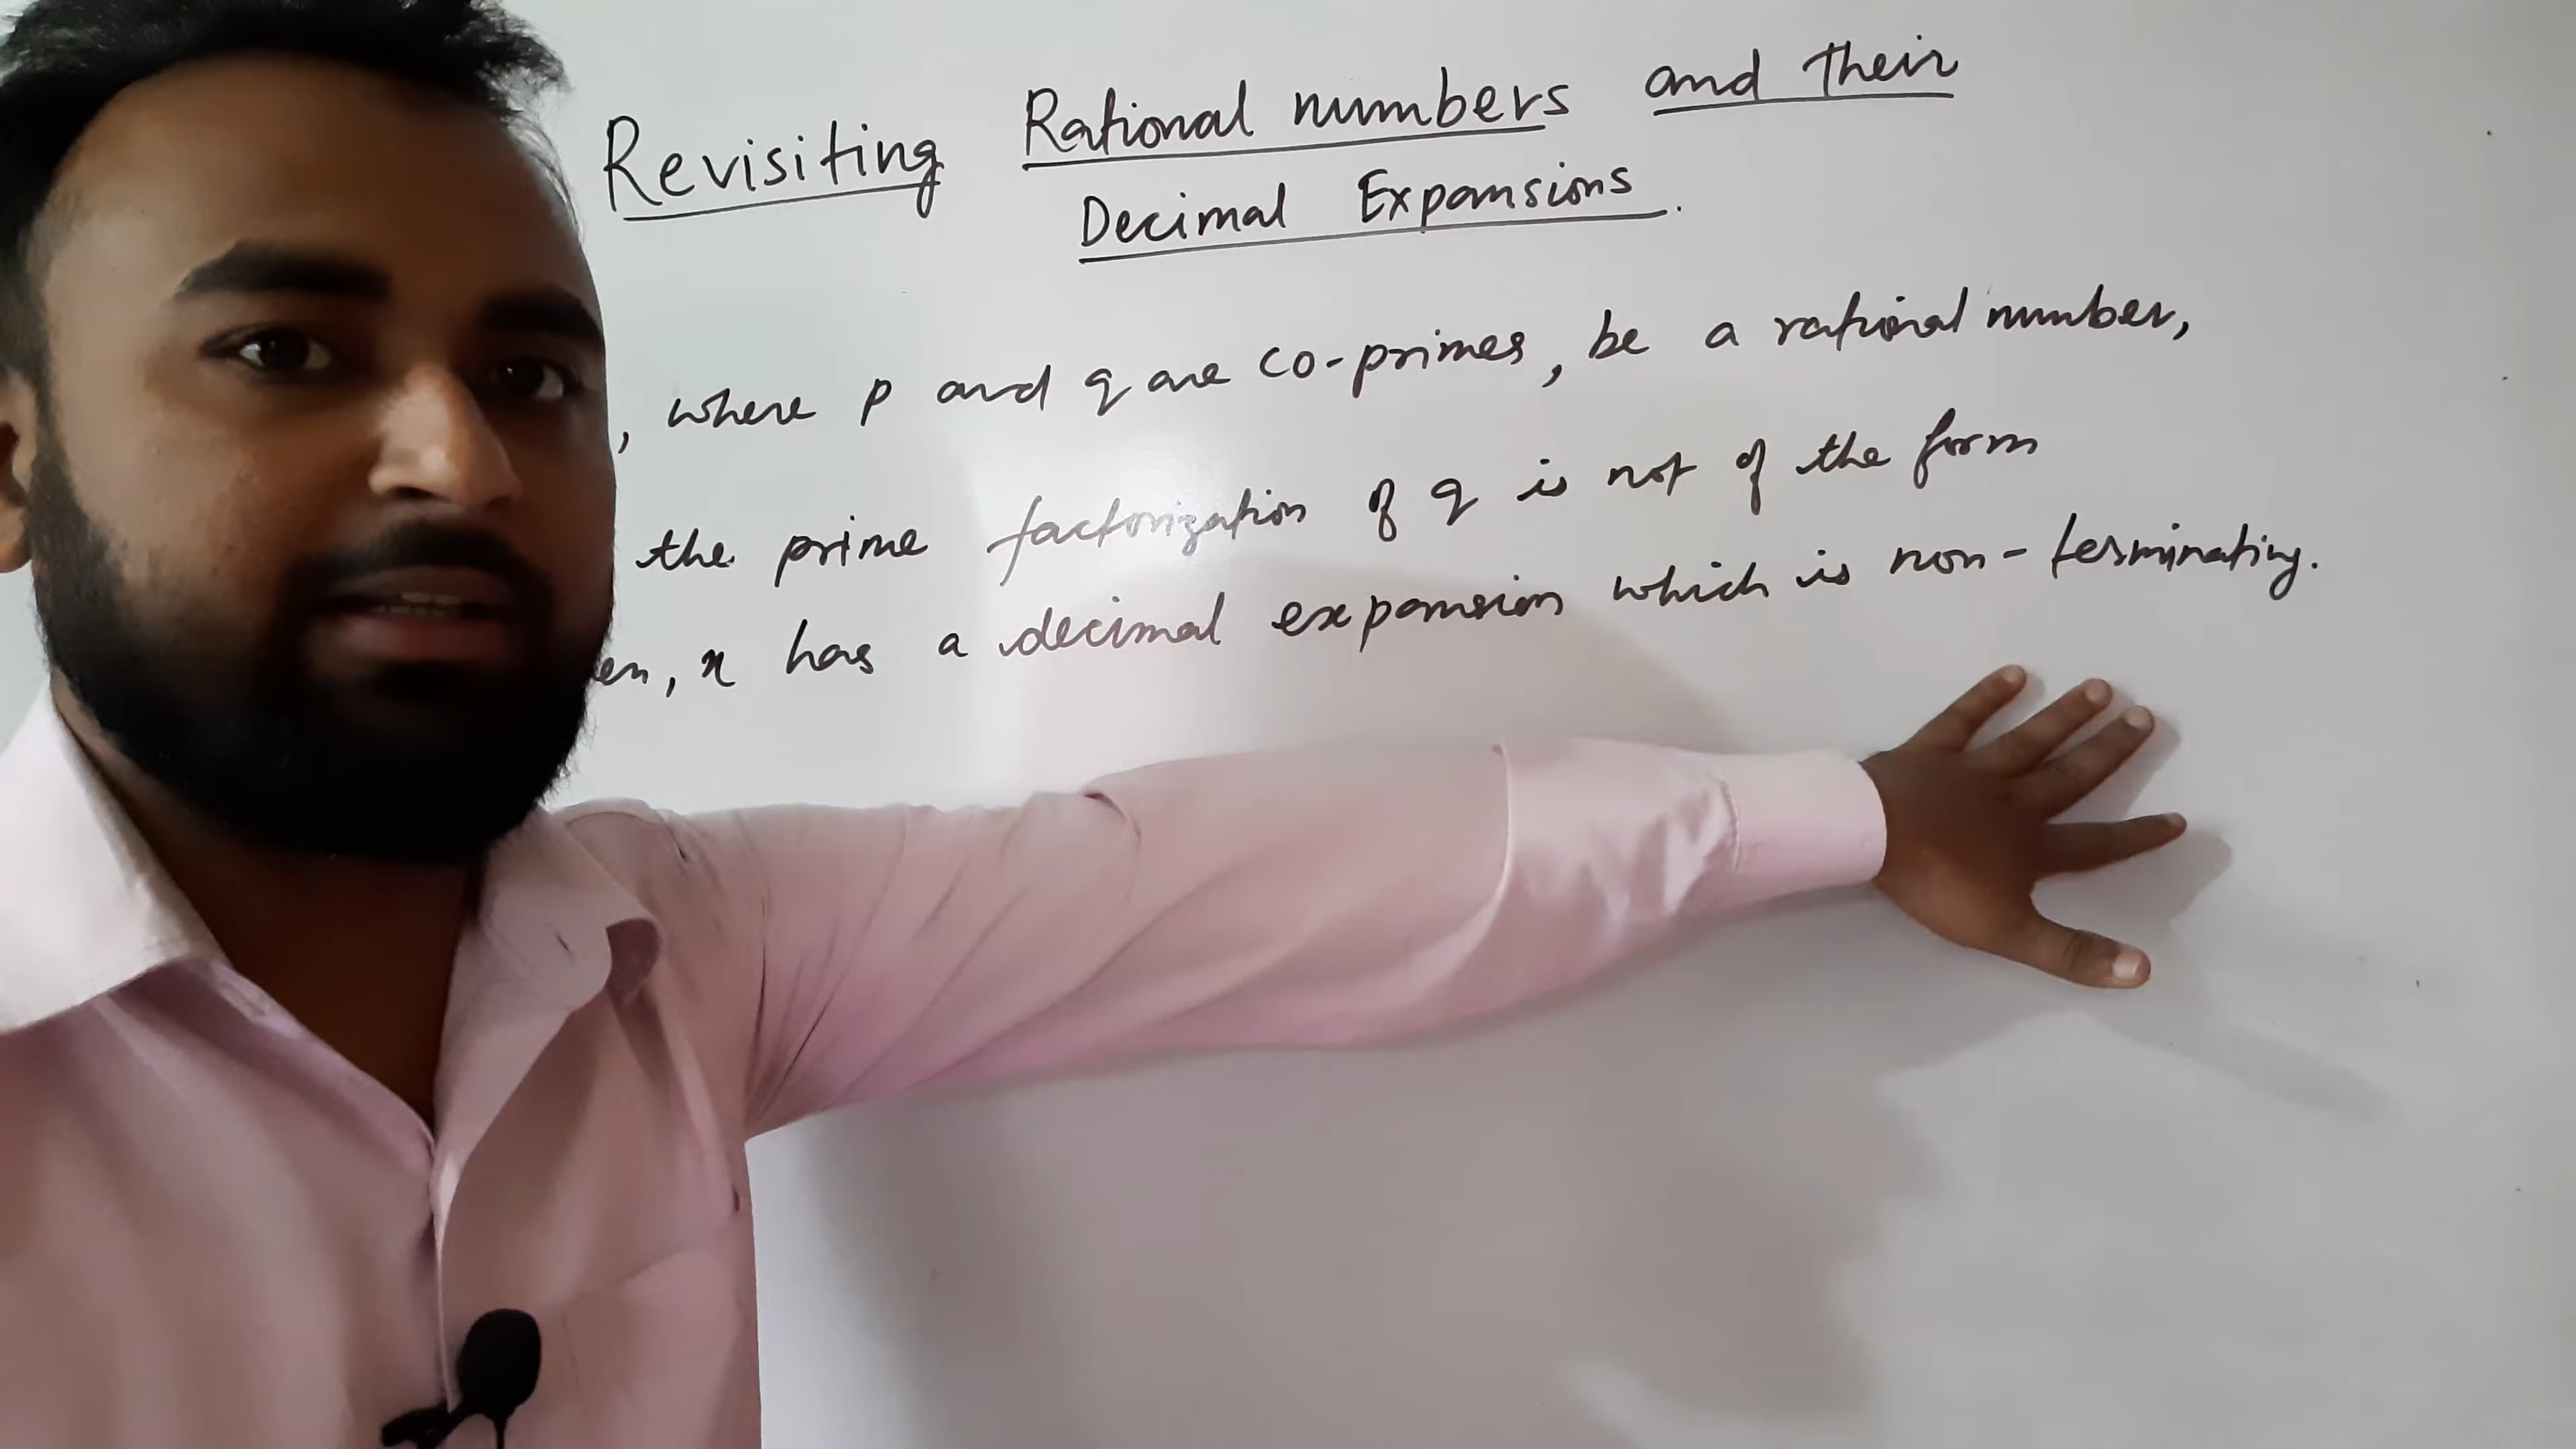 Revisiting Rational numbers and their
Decimal Expansions.
, where p and q are co-primes, be a rational number,
the prime factorization of q is not of the form
en, x has a decimal expansion which is non-terminating.